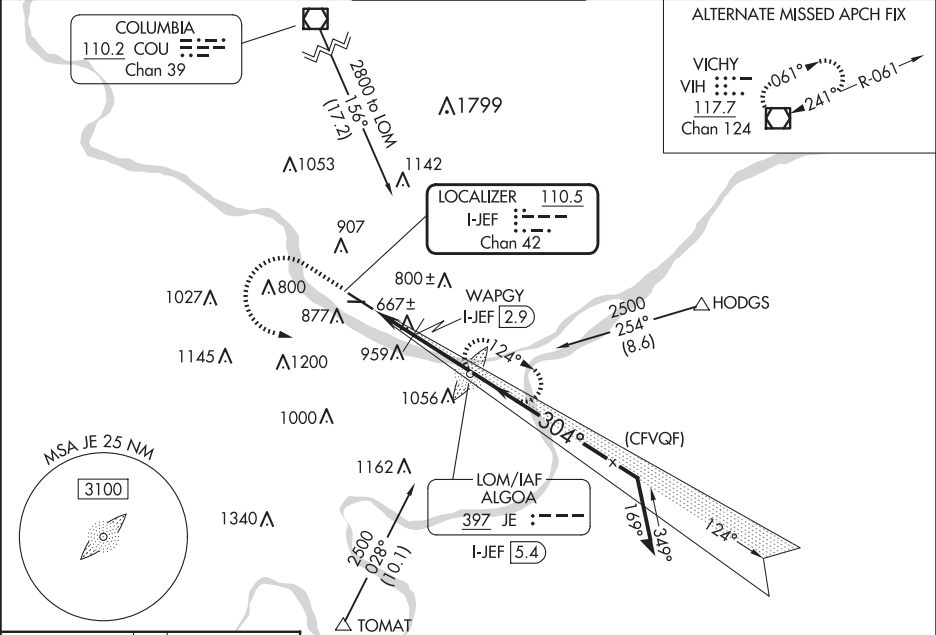 COLUMBIA
110.2 COU
Chan 39
2800 to LOM
156°
(17.2)
1799
ALTERNATE MISSED APCH FIX
VICHY
VIH
117.7
Chan 124
061°
241°
R-061
1053
1142
LOCALIZER 110.5
I-JEF
Chan 42
907
800
800±
1027
877
667±
WAPGY
I-JEF 2.9
HODGS
2500
254°
(8.6)
1145
1200
959
124°
1056
1000
304°
(CFVQF)
MSA JE 25 NM
3100
1162
LOM/IAF
ALGOA
397 JE
I-JEF 5.4
1340
169°
349°
124°
2500
028°
(10.1)
TOMAT